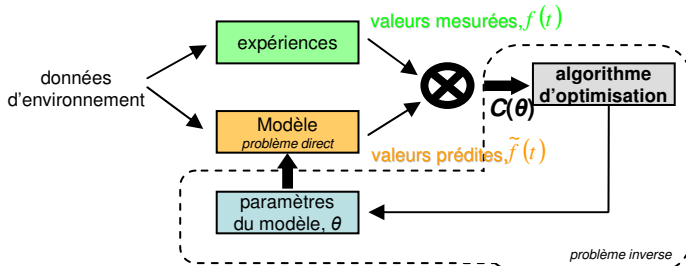 valeurs mesurées, f(t)
expériences
données
d'environnement
algorithme
d'optimisation
C(θ)
Modèle
problème direct
valeurs prédites, f̃(t)
paramètres
du modèle, θ
problème inverse